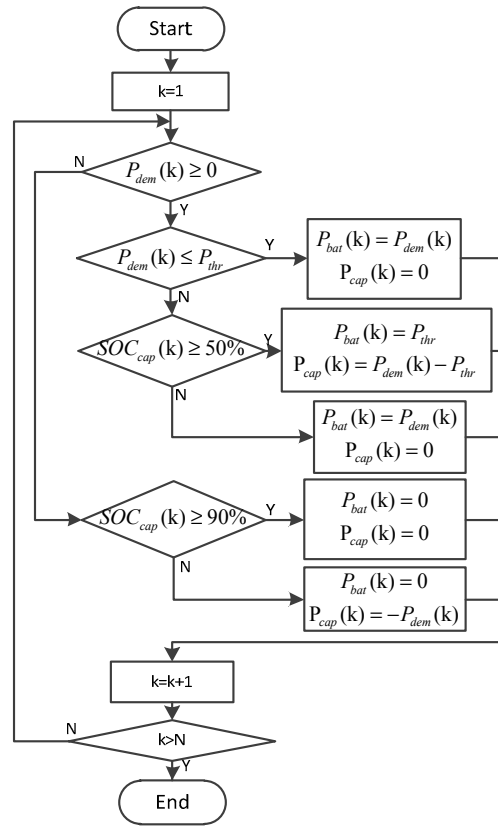 Start
k=1
P_dem(k) ≥ 0
N
Y
P_dem(k) ≤ P_thr
Y
N
P_bat(k) = P_dem(k)
P_cap(k) = 0
SOC_cap(k) ≥ 50%
Y
N
P_bat(k) = P_thr
P_cap(k) = P_dem(k) − P_thr
P_bat(k) = P_dem(k)
P_cap(k) = 0
SOC_cap(k) ≥ 90%
Y
N
P_bat(k) = 0
P_cap(k) = 0
P_bat(k) = 0
P_cap(k) = −P_dem(k)
k=k+1
k>N
N
Y
End